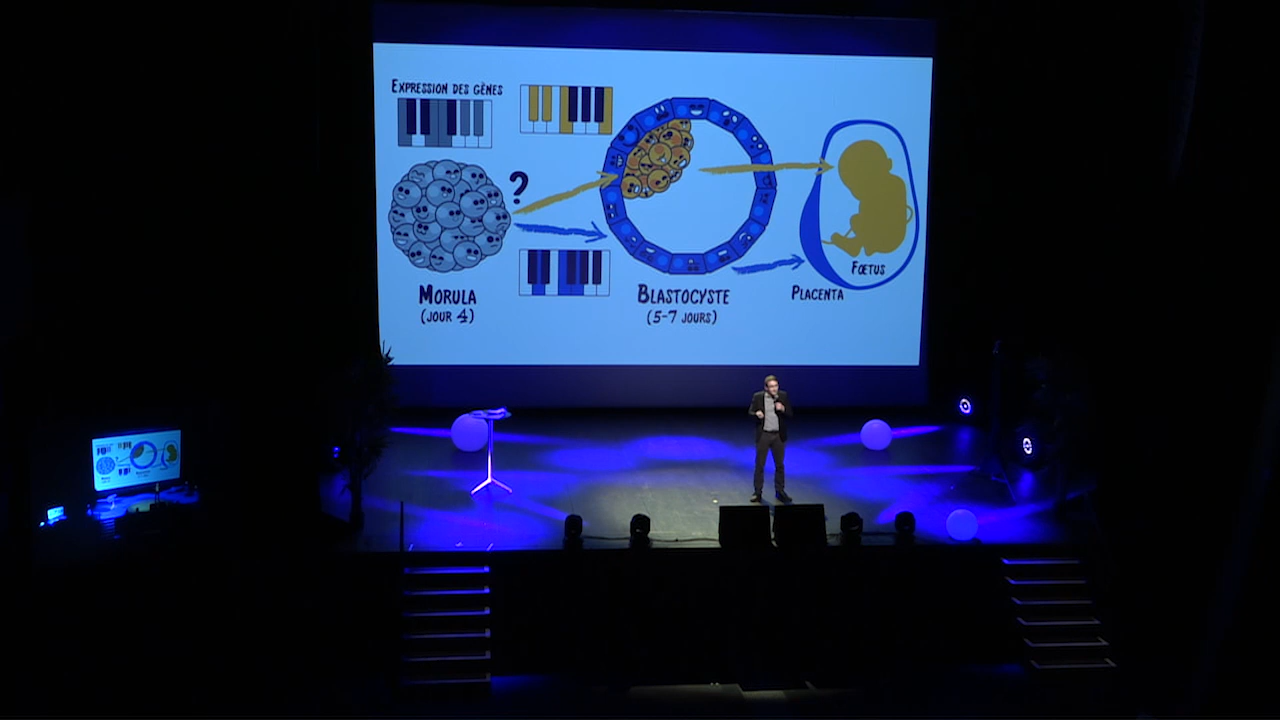 EXPRESSION DES GÈNES
?
MORULA
(JOUR 4)
BLASTOCYSTE
(5-7 JOURS)
FŒTUS
PLACENTA